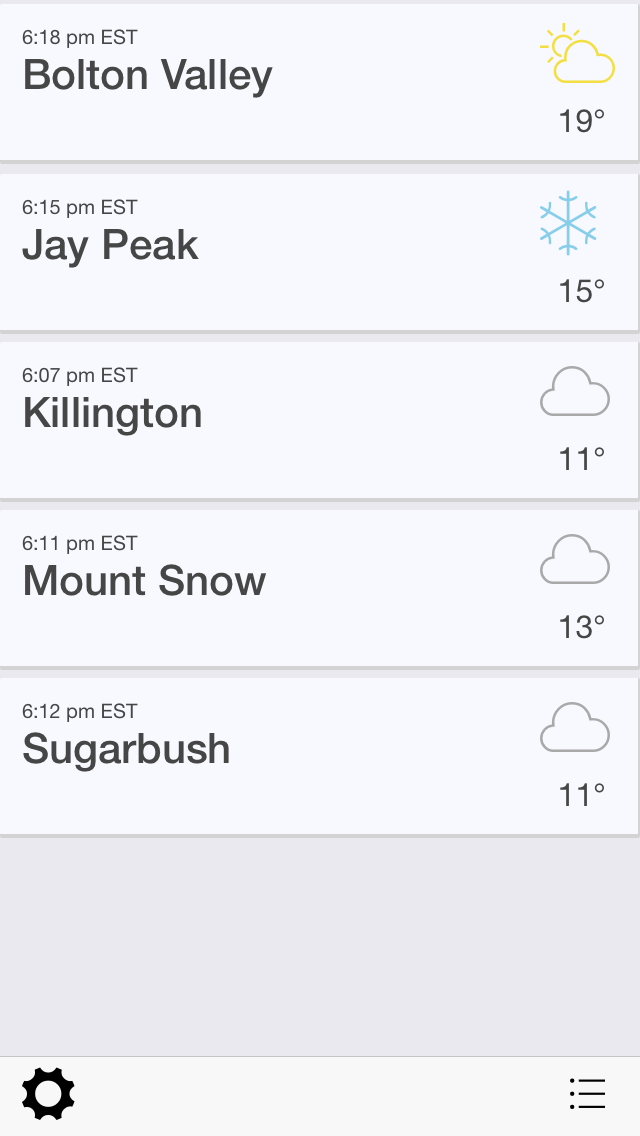 6:18 pm EST
Bolton Valley
19°
6:15 pm EST
Jay Peak
15°
6:07 pm EST
Killington
11°
6:11 pm EST
Mount Snow
13°
6:12 pm EST
Sugarbush
11°